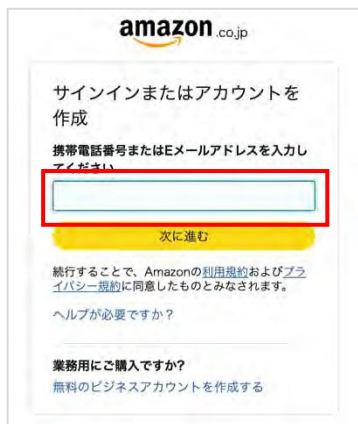 amazon.co.jp
サインインまたはアカウントを
作成
携帯電話番号またはEメールアドレスを入力し
てください
次に進む
続行することで、Amazonの利用規約およびプラ
イバシー規約に同意したものとみなされます。
ヘルプが必要ですか？
業務用にご購入ですか?
無料のビジネスアカウントを作成する